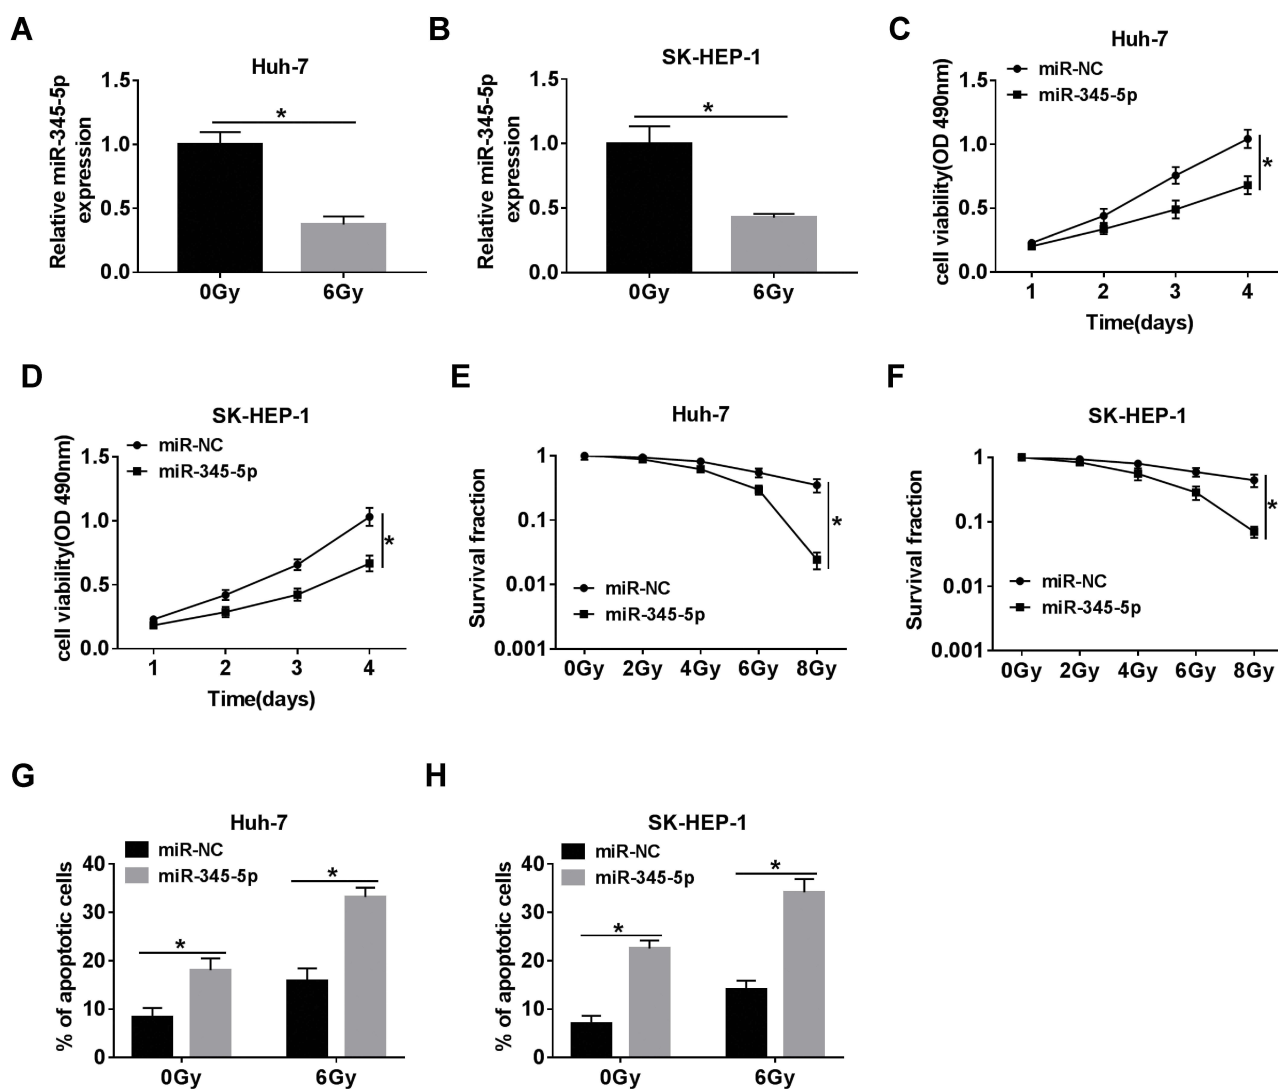 A
Huh-7
Relative miR-345-5p
expression
1.5
1.0
0.5
0.0
*
0Gy
6Gy
B
SK-HEP-1
Relative miR-345-5p
expression
1.5
1.0
0.5
0.0
*
0Gy
6Gy
C
Huh-7
miR-NC
miR-345-5p
cell viability(OD 490nm)
1.5
1.0
0.5
0.0
*
1
2
3
4
Time(days)
D
SK-HEP-1
miR-NC
miR-345-5p
cell viability(OD 490nm)
1.5
1.0
0.5
0.0
*
1
2
3
4
Time(days)
E
Huh-7
Survival fraction
1
0.1
0.01
0.001
*
miR-NC
miR-345-5p
0Gy
2Gy
4Gy
6Gy
8Gy
F
SK-HEP-1
Survival fraction
1
0.1
0.01
0.001
*
miR-NC
miR-345-5p
0Gy
2Gy
4Gy
6Gy
8Gy
G
Huh-7
miR-NC
miR-345-5p
% of apoptotic cells
40
30
20
10
0
*
*
0Gy
6Gy
H
SK-HEP-1
miR-NC
miR-345-5p
% of apoptotic cells
40
30
20
10
0
*
*
0Gy
6Gy